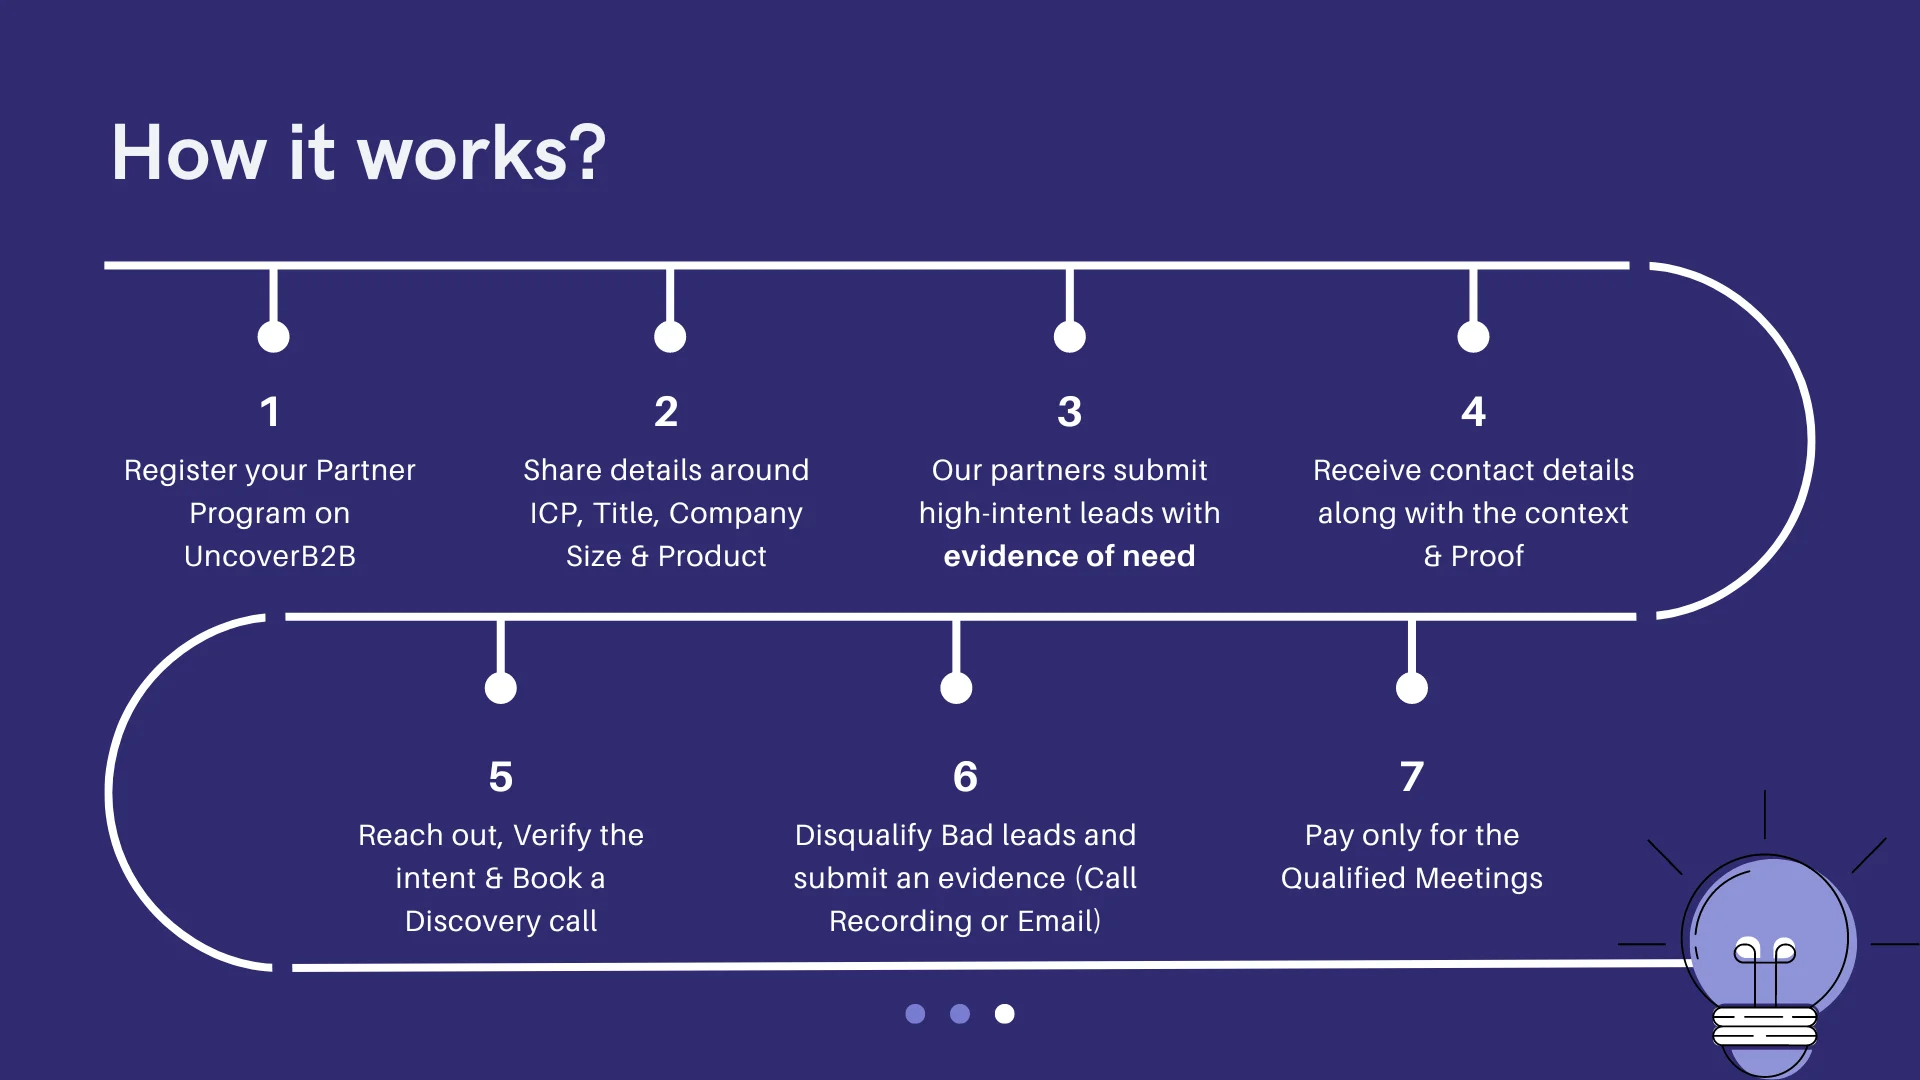 How it works?
1
Register your Partner
Program on
UncoverB2B
2
Share details around
ICP, Title, Company
Size & Product
3
Our partners submit
high-intent leads with
evidence of need
4
Receive contact details
along with the context
& Proof
5
Reach out, Verify the
intent & Book a
Discovery call
6
Disqualify Bad leads and
submit an evidence (Call
Recording or Email)
7
Pay only for the
Qualified Meetings